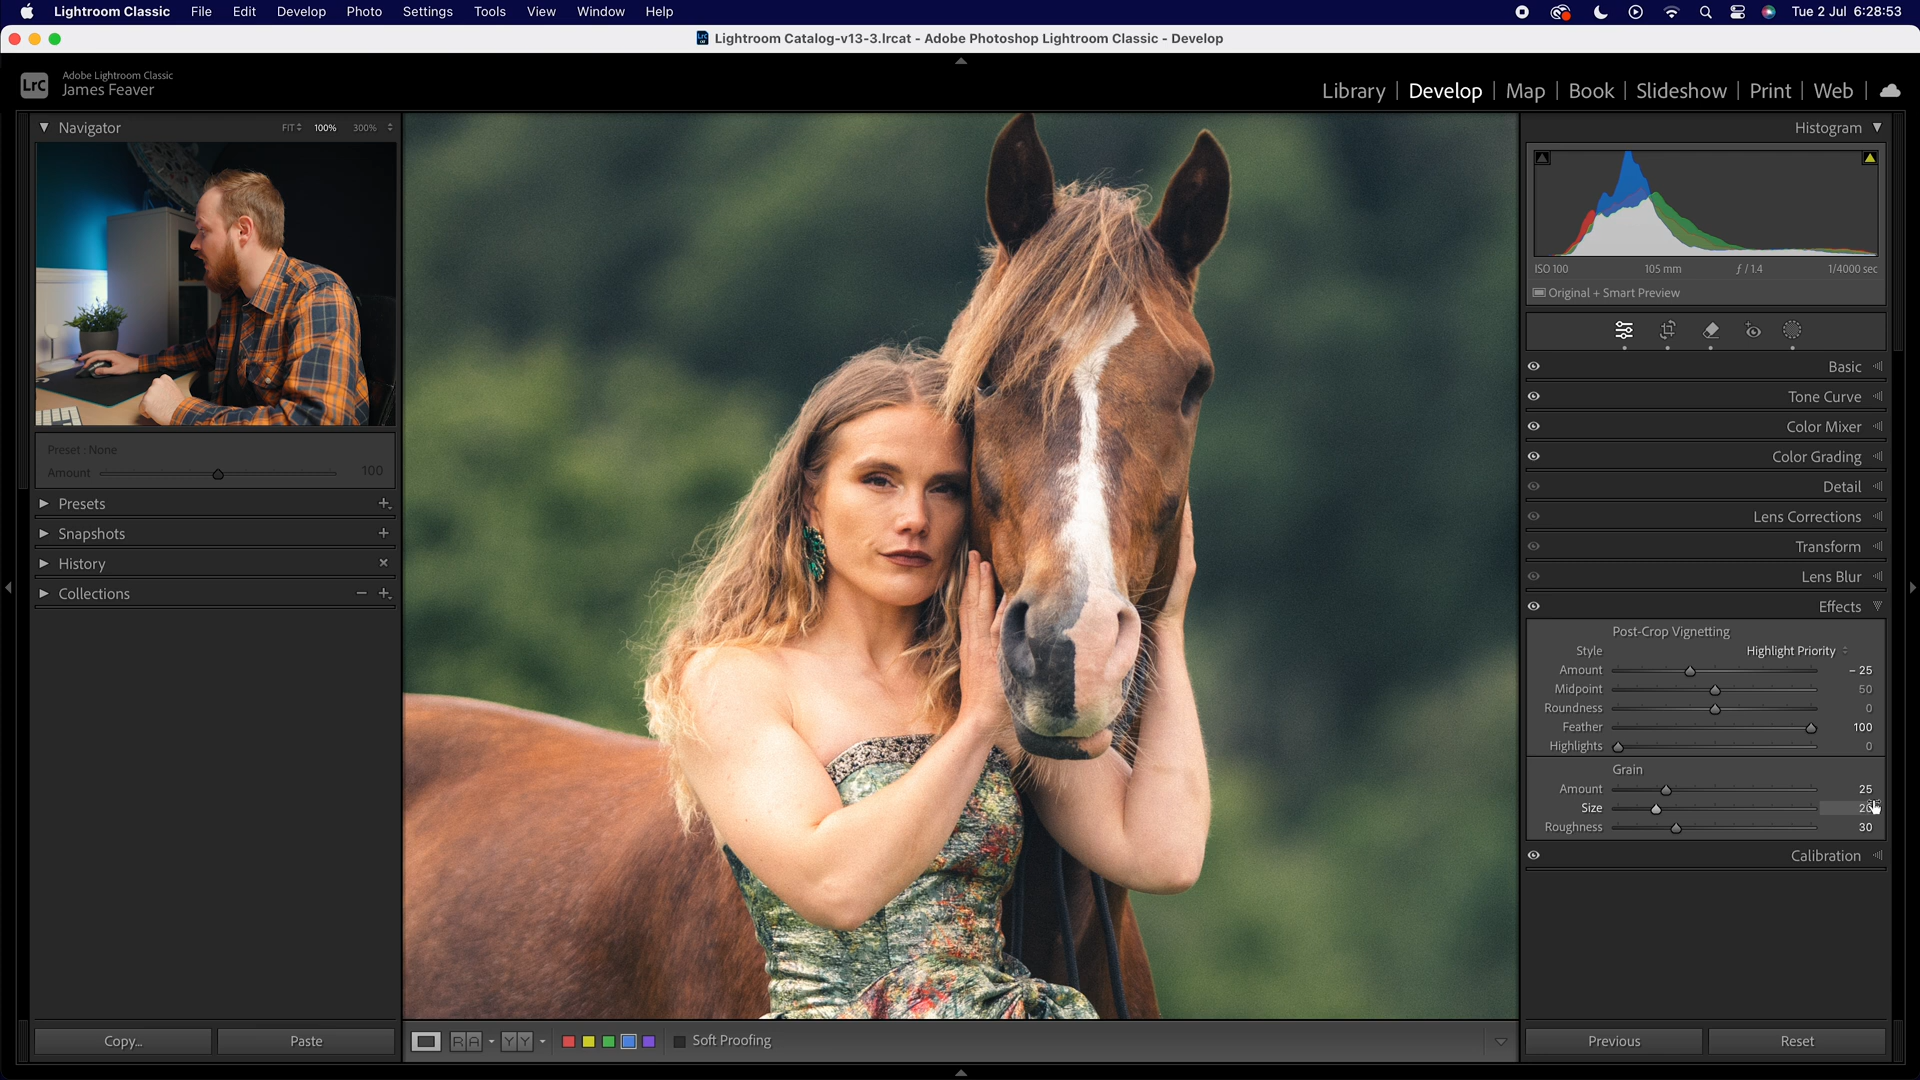 Lightroom Classic File Edit Develop Photo Settings Tools View Window Help Tue 2 Jul 6:28:53
Lightroom Catalog-v13-3.lrcat - Adobe Photoshop Lightroom Classic - Develop
LrC Adobe Lightroom Classic
James Feaver
Library | Develop | Map | Book | Slideshow | Print | Web
Navigator FIT 100% 300%
Preset : None
Amount 100
Presets
Snapshots
History
Collections
Copy... Paste
R A Y Y Soft Proofing
Histogram
ISO 100 105 mm ƒ / 1.4 1/4000 sec
Original + Smart Preview
Basic
Tone Curve
Color Mixer
Color Grading
Detail
Lens Corrections
Transform
Lens Blur
Effects
Post-Crop Vignetting
Style Highlight Priority
Amount – 25
Midpoint 50
Roundness 0
Feather 100
Highlights 0
Grain
Amount 25
Size
Roughness 30
Calibration
Previous Reset